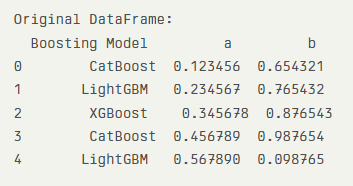 Original DataFrame:
Boosting Model a b
0 CatBoost 0.123456 0.654321
1 LightGBM 0.234567 0.765432
2 XGBoost 0.345678 0.876543
3 CatBoost 0.456789 0.987654
4 LightGBM 0.567890 0.098765